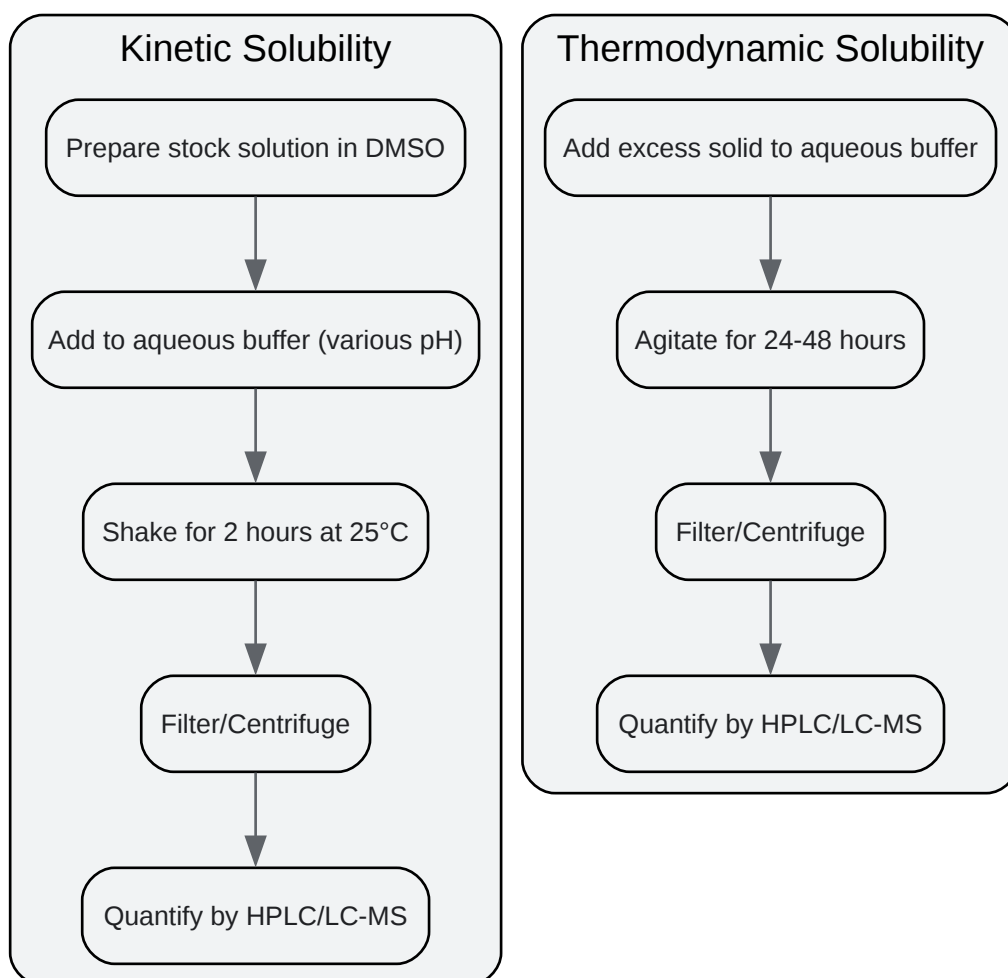 Kinetic Solubility
Prepare stock solution in DMSO
Add to aqueous buffer (various pH)
Shake for 2 hours at 25°C
Filter/Centrifuge
Quantify by HPLC/LC-MS
Thermodynamic Solubility
Add excess solid to aqueous buffer
Agitate for 24-48 hours
Filter/Centrifuge
Quantify by HPLC/LC-MS